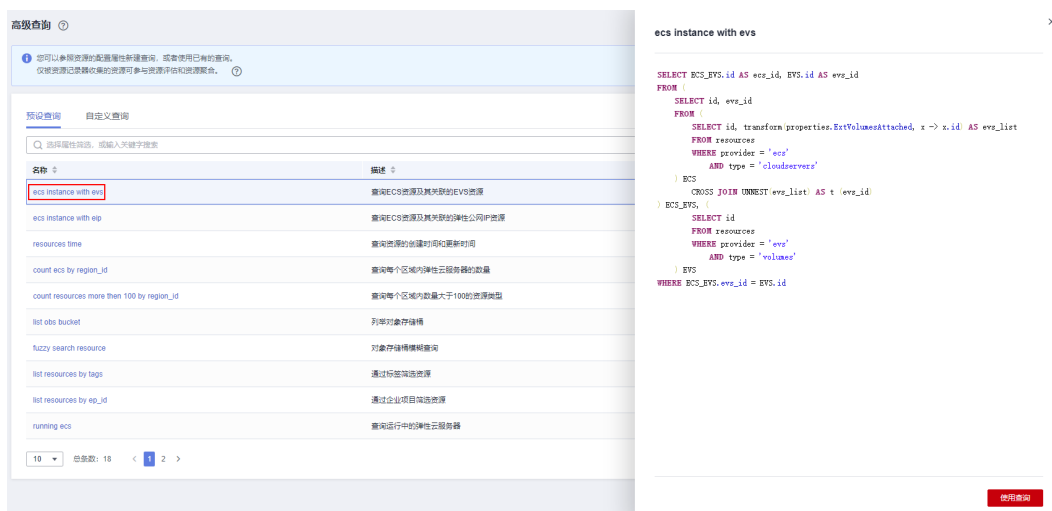 高级查询
您可以参照资源的配置属性新建查询，或者使用已有的查询。
仅被资源记录器收集的资源可参与资源评估和资源聚合。
预设查询 自定义查询
选择属性筛选，或输入关键字搜索
名称 描述
ecs instance with evs 查询ECS资源及其关联的EVS资源
ecs instance with eip 查询ECS资源及其关联的弹性公网IP资源
resources time 查询资源的创建时间和更新时间
count ecs by region_id 查询每个区域内弹性云服务器的数量
count resources more then 100 by region_id 查询每个区域内数量大于100的资源类型
list obs bucket 列举对象存储桶
fuzzy search resource 对象存储桶模糊查询
list resources by tags 通过标签筛选资源
list resources by ep_id 通过企业项目筛选资源
running ecs 查询运行中的弹性云服务器
10 总条数：18 < 1 2 >
ecs instance with evs
SELECT ECS_EVS.id AS ecs_id, EVS.id AS evs_id
FROM (
SELECT id, evs_id
FROM (
SELECT id, transform(properties.ExtVolumesAttached, x -> x.id) AS evs_list
FROM resources
WHERE provider = 'ecs'
AND type = 'cloudservers'
) ECS
CROSS JOIN UNNEST(evs_list) AS t (evs_id)
) ECS_EVS, (
SELECT id
FROM resources
WHERE provider = 'evs'
AND type = 'volumes'
) EVS
WHERE ECS_EVS.evs_id = EVS.id
使用查询